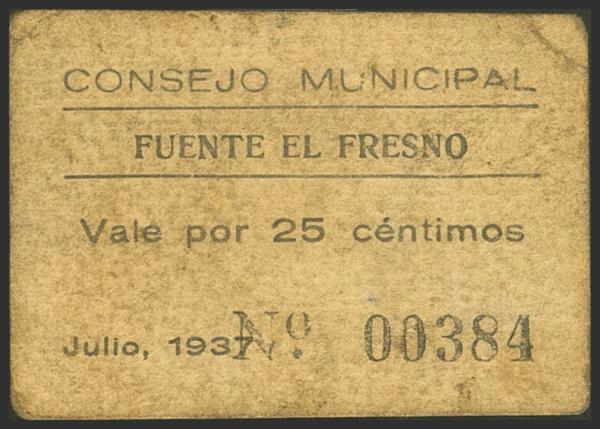 CONSEJO MUNICIPAL
FUENTE EL FRESNO
Vale por 25 céntimos
Julio, 1937 Nº. 00384